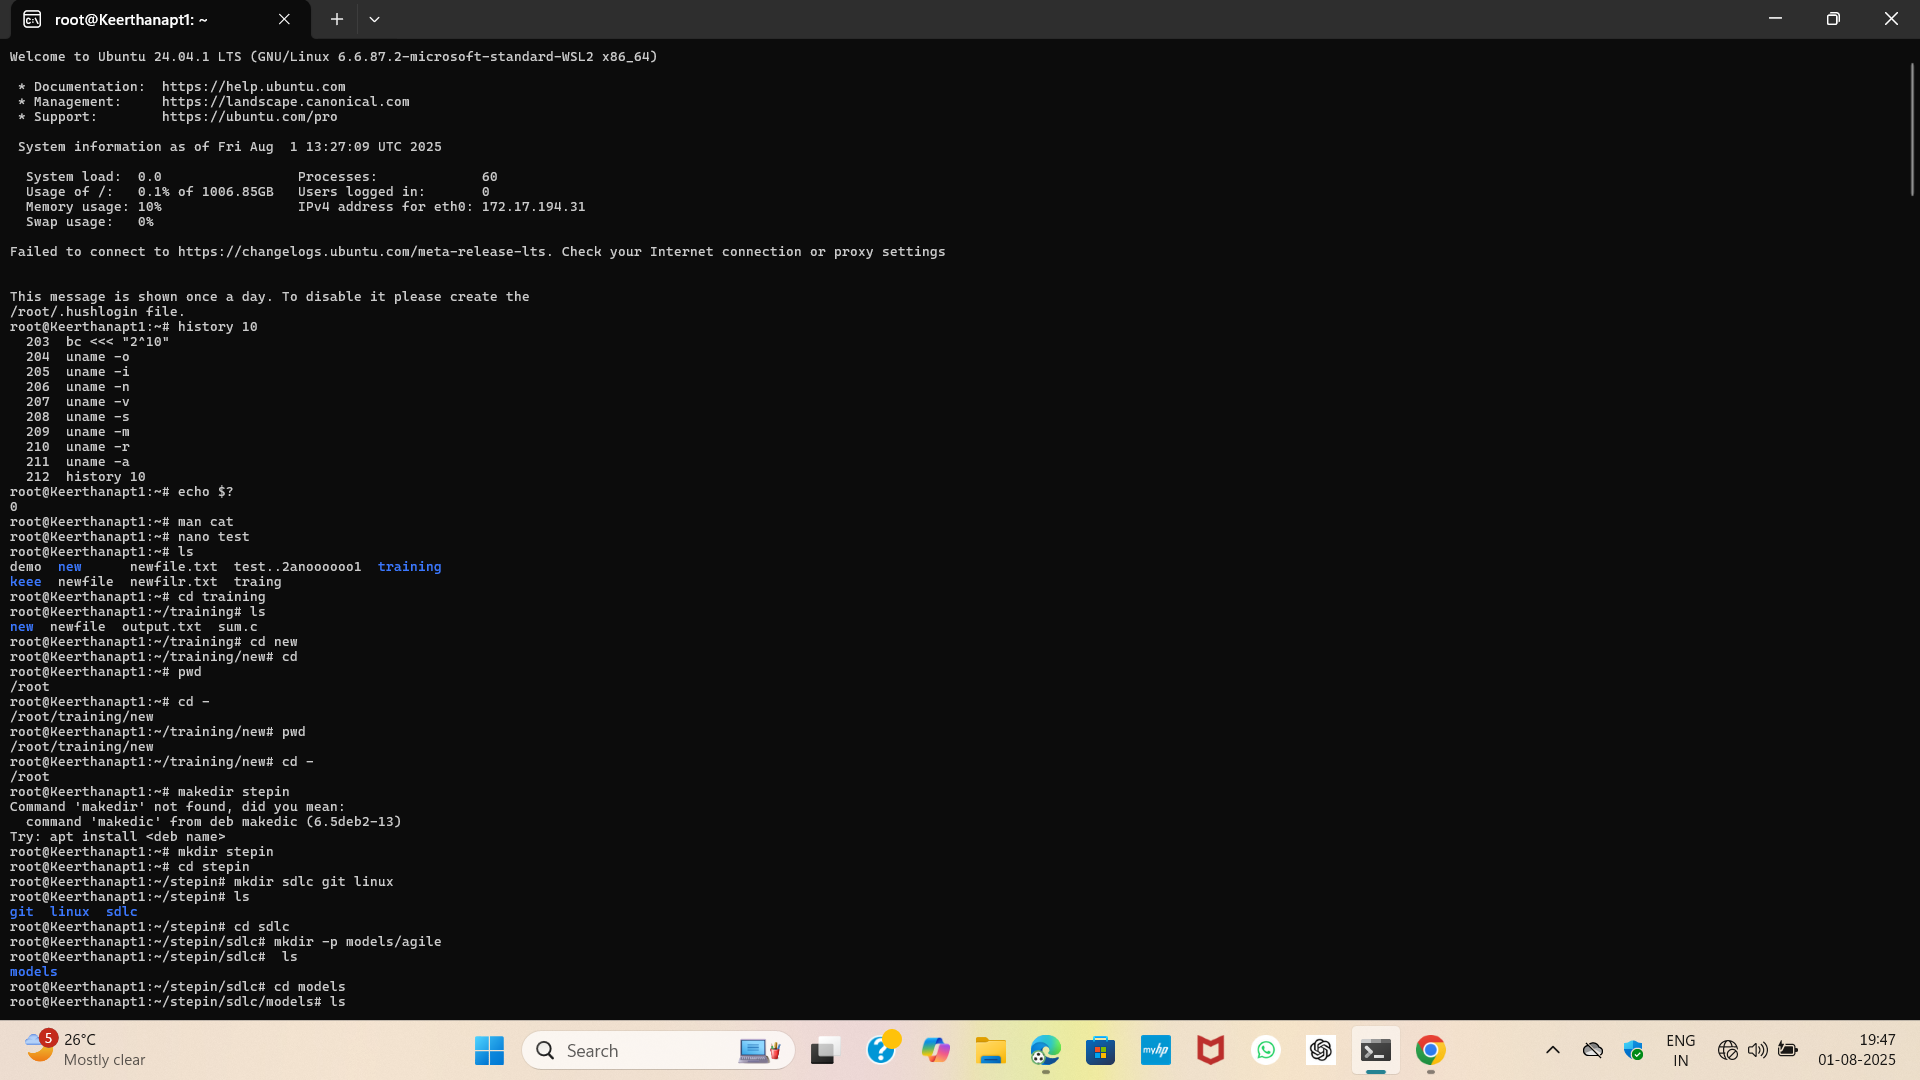 root@Keerthanapt1: ~
Welcome to Ubuntu 24.04.1 LTS (GNU/Linux 6.6.87.2-microsoft-standard-WSL2 x86_64)
* Documentation:  https://help.ubuntu.com
* Management:     https://landscape.canonical.com
* Support:        https://ubuntu.com/pro
System information as of Fri Aug  1 13:27:09 UTC 2025
System load:  0.0                 Processes:             60
Usage of /:   0.1% of 1006.85GB   Users logged in:       0
Memory usage: 10%                 IPv4 address for eth0: 172.17.194.31
Swap usage:   0%
Failed to connect to https://changelogs.ubuntu.com/meta-release-lts. Check your Internet connection or proxy settings
This message is shown once a day. To disable it please create the
/root/.hushlogin file.
root@Keerthanapt1:~# history 10
203  bc <<< "2^10"
204  uname -o
205  uname -i
206  uname -n
207  uname -v
208  uname -s
209  uname -m
210  uname -r
211  uname -a
212  history 10
root@Keerthanapt1:~# echo $?
0
root@Keerthanapt1:~# man cat
root@Keerthanapt1:~# nano test
root@Keerthanapt1:~# ls
demo  new      newfile.txt  test..2anoooooo1  training
keee  newfile  newfilr.txt  traing
root@Keerthanapt1:~# cd training
root@Keerthanapt1:~/training# ls
new  newfile  output.txt  sum.c
root@Keerthanapt1:~/training# cd new
root@Keerthanapt1:~/training/new# cd
root@Keerthanapt1:~# pwd
/root
root@Keerthanapt1:~# cd -
/root/training/new
root@Keerthanapt1:~/training/new# pwd
/root/training/new
root@Keerthanapt1:~/training/new# cd -
/root
root@Keerthanapt1:~# makedir stepin
Command 'makedir' not found, did you mean:
command 'makedic' from deb makedic (6.5deb2-13)
Try: apt install <deb name>
root@Keerthanapt1:~# mkdir stepin
root@Keerthanapt1:~# cd stepin
root@Keerthanapt1:~/stepin# mkdir sdlc git linux
root@Keerthanapt1:~/stepin# ls
git  linux  sdlc
root@Keerthanapt1:~/stepin# cd sdlc
root@Keerthanapt1:~/stepin/sdlc# mkdir -p models/agile
root@Keerthanapt1:~/stepin/sdlc#  ls
models
root@Keerthanapt1:~/stepin/sdlc# cd models
root@Keerthanapt1:~/stepin/sdlc/models# ls
5
26°C
Mostly clear
Search
myhp
ENG
IN
19:47
01-08-2025